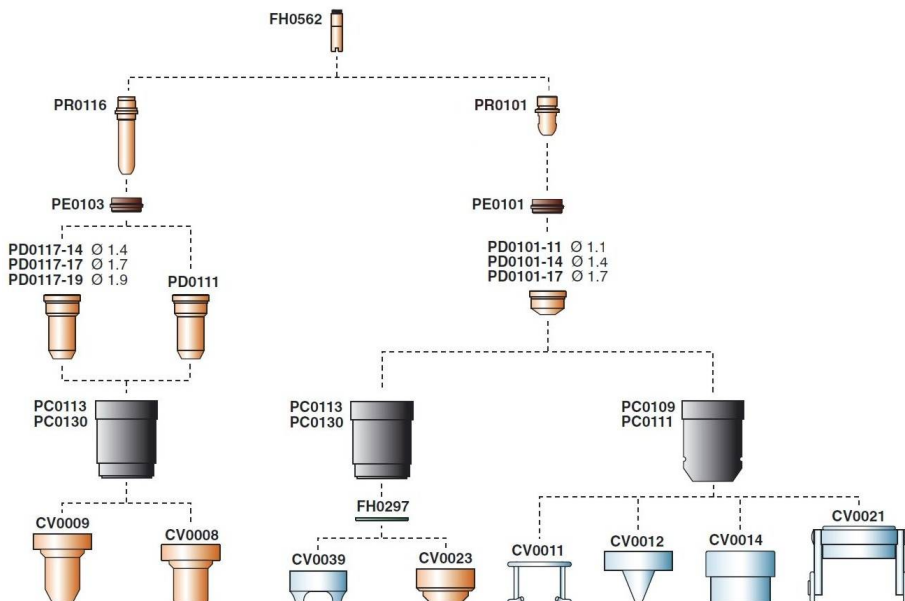 FH0562
PR0116
PR0101
PE0103
PE0101
PD0117-14 Ø 1.4
PD0117-17 Ø 1.7
PD0117-19 Ø 1.9
PD0111
PD0101-11 Ø 1.1
PD0101-14 Ø 1.4
PD0101-17 Ø 1.7
PC0113
PC0130
PC0113
PC0130
PC0109
PC0111
FH0297
CV0009
CV0008
CV0039
CV0023
CV0011
CV0012
CV0014
CV0021